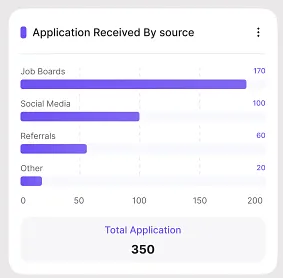 Application Received By source
Job Boards 170
Social Media 100
Referrals 60
Other 20
0 50 100 150 200
Total Application
350